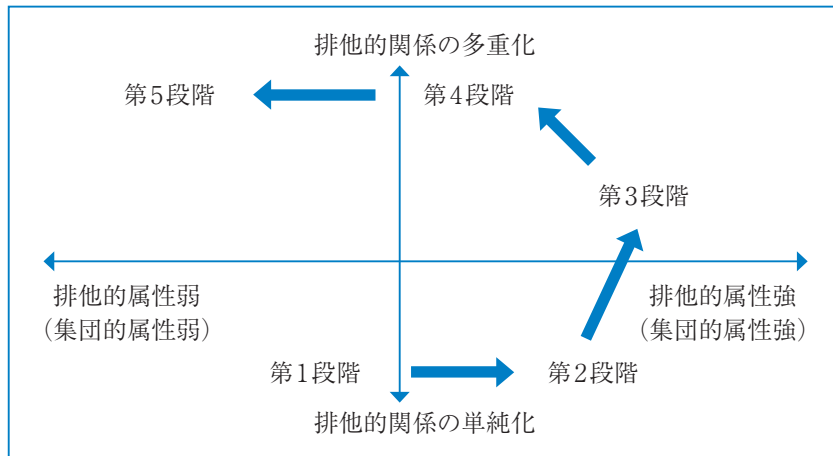 排他的関係の多重化
第5段階
第4段階
第3段階
排他的属性弱
(集団的属性弱)
排他的属性強
(集団的属性強)
第1段階
第2段階
排他的関係の単純化